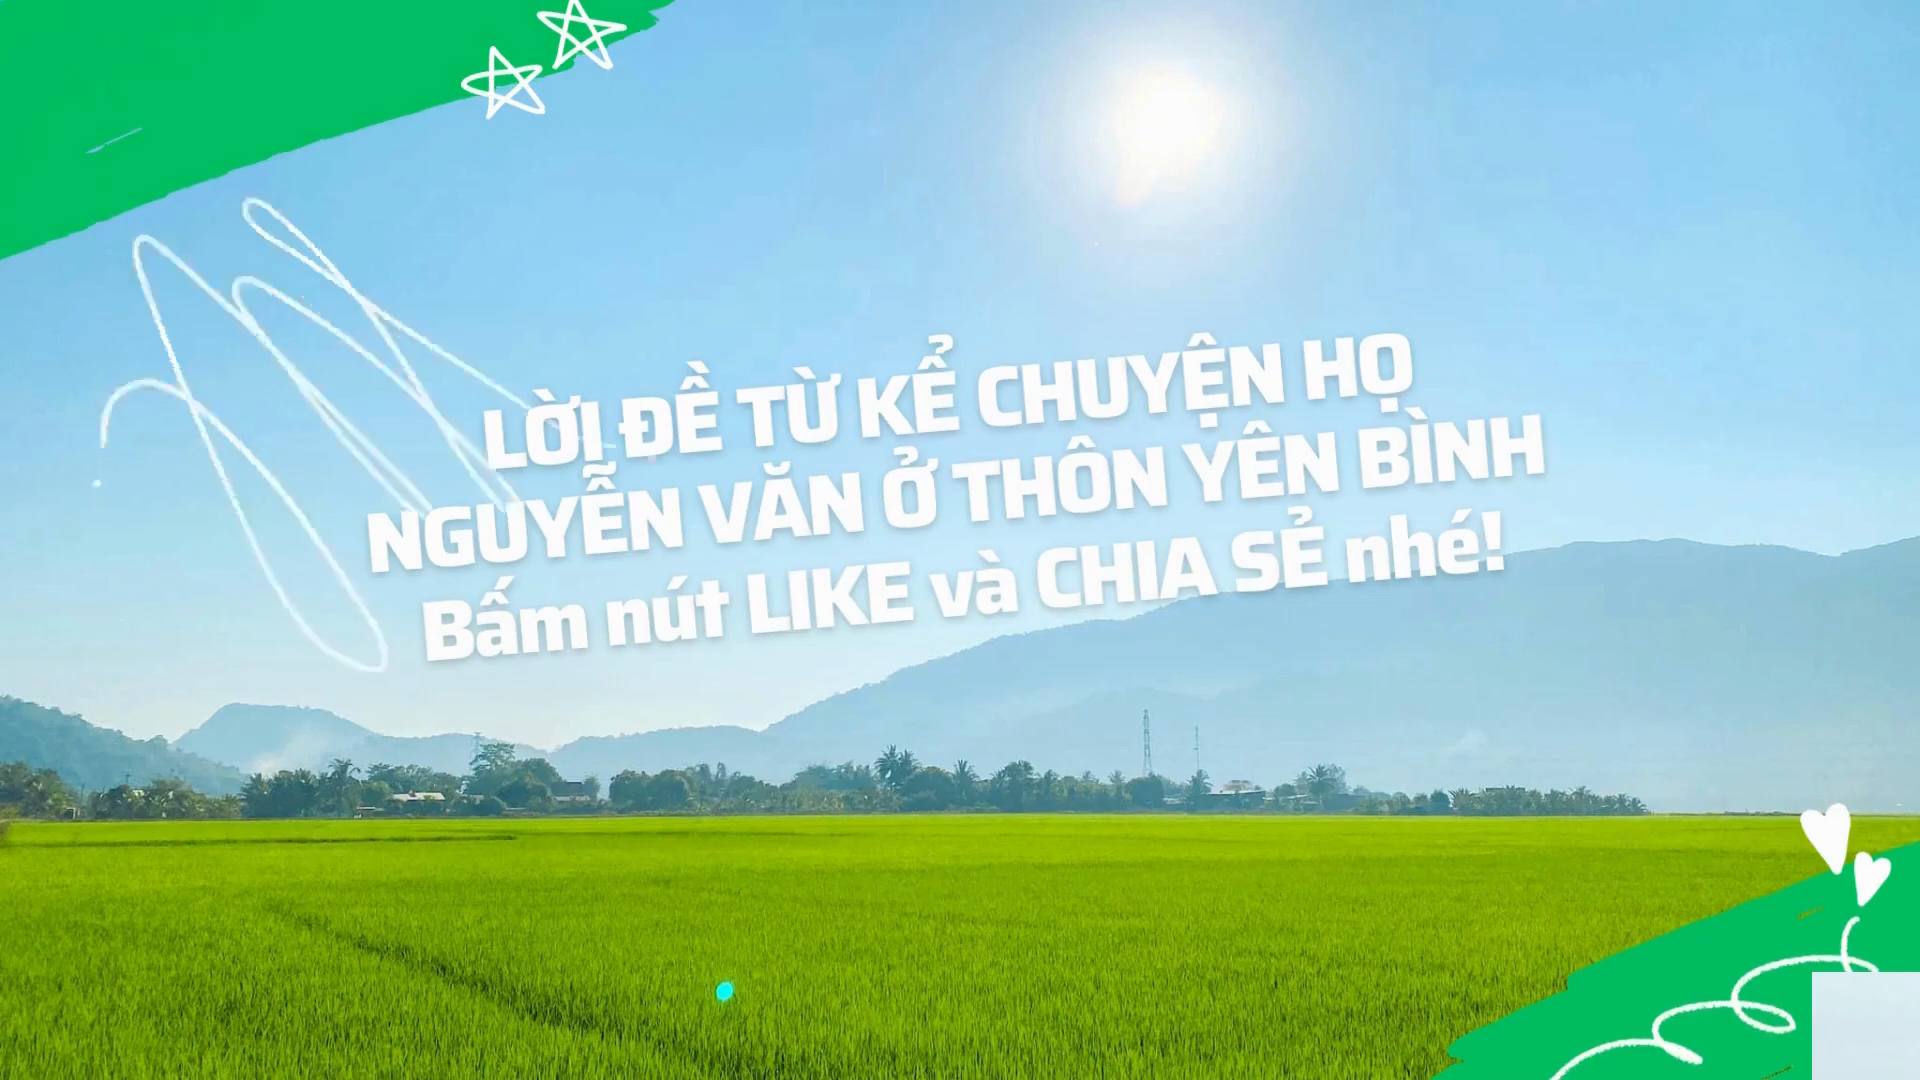 LỜI ĐỀ TỪ KỂ CHUYỆN HỌ
NGUYỄN VĂN Ở THÔN YÊN BÌNH
Bấm nút LIKE và CHIA SẺ nhé!